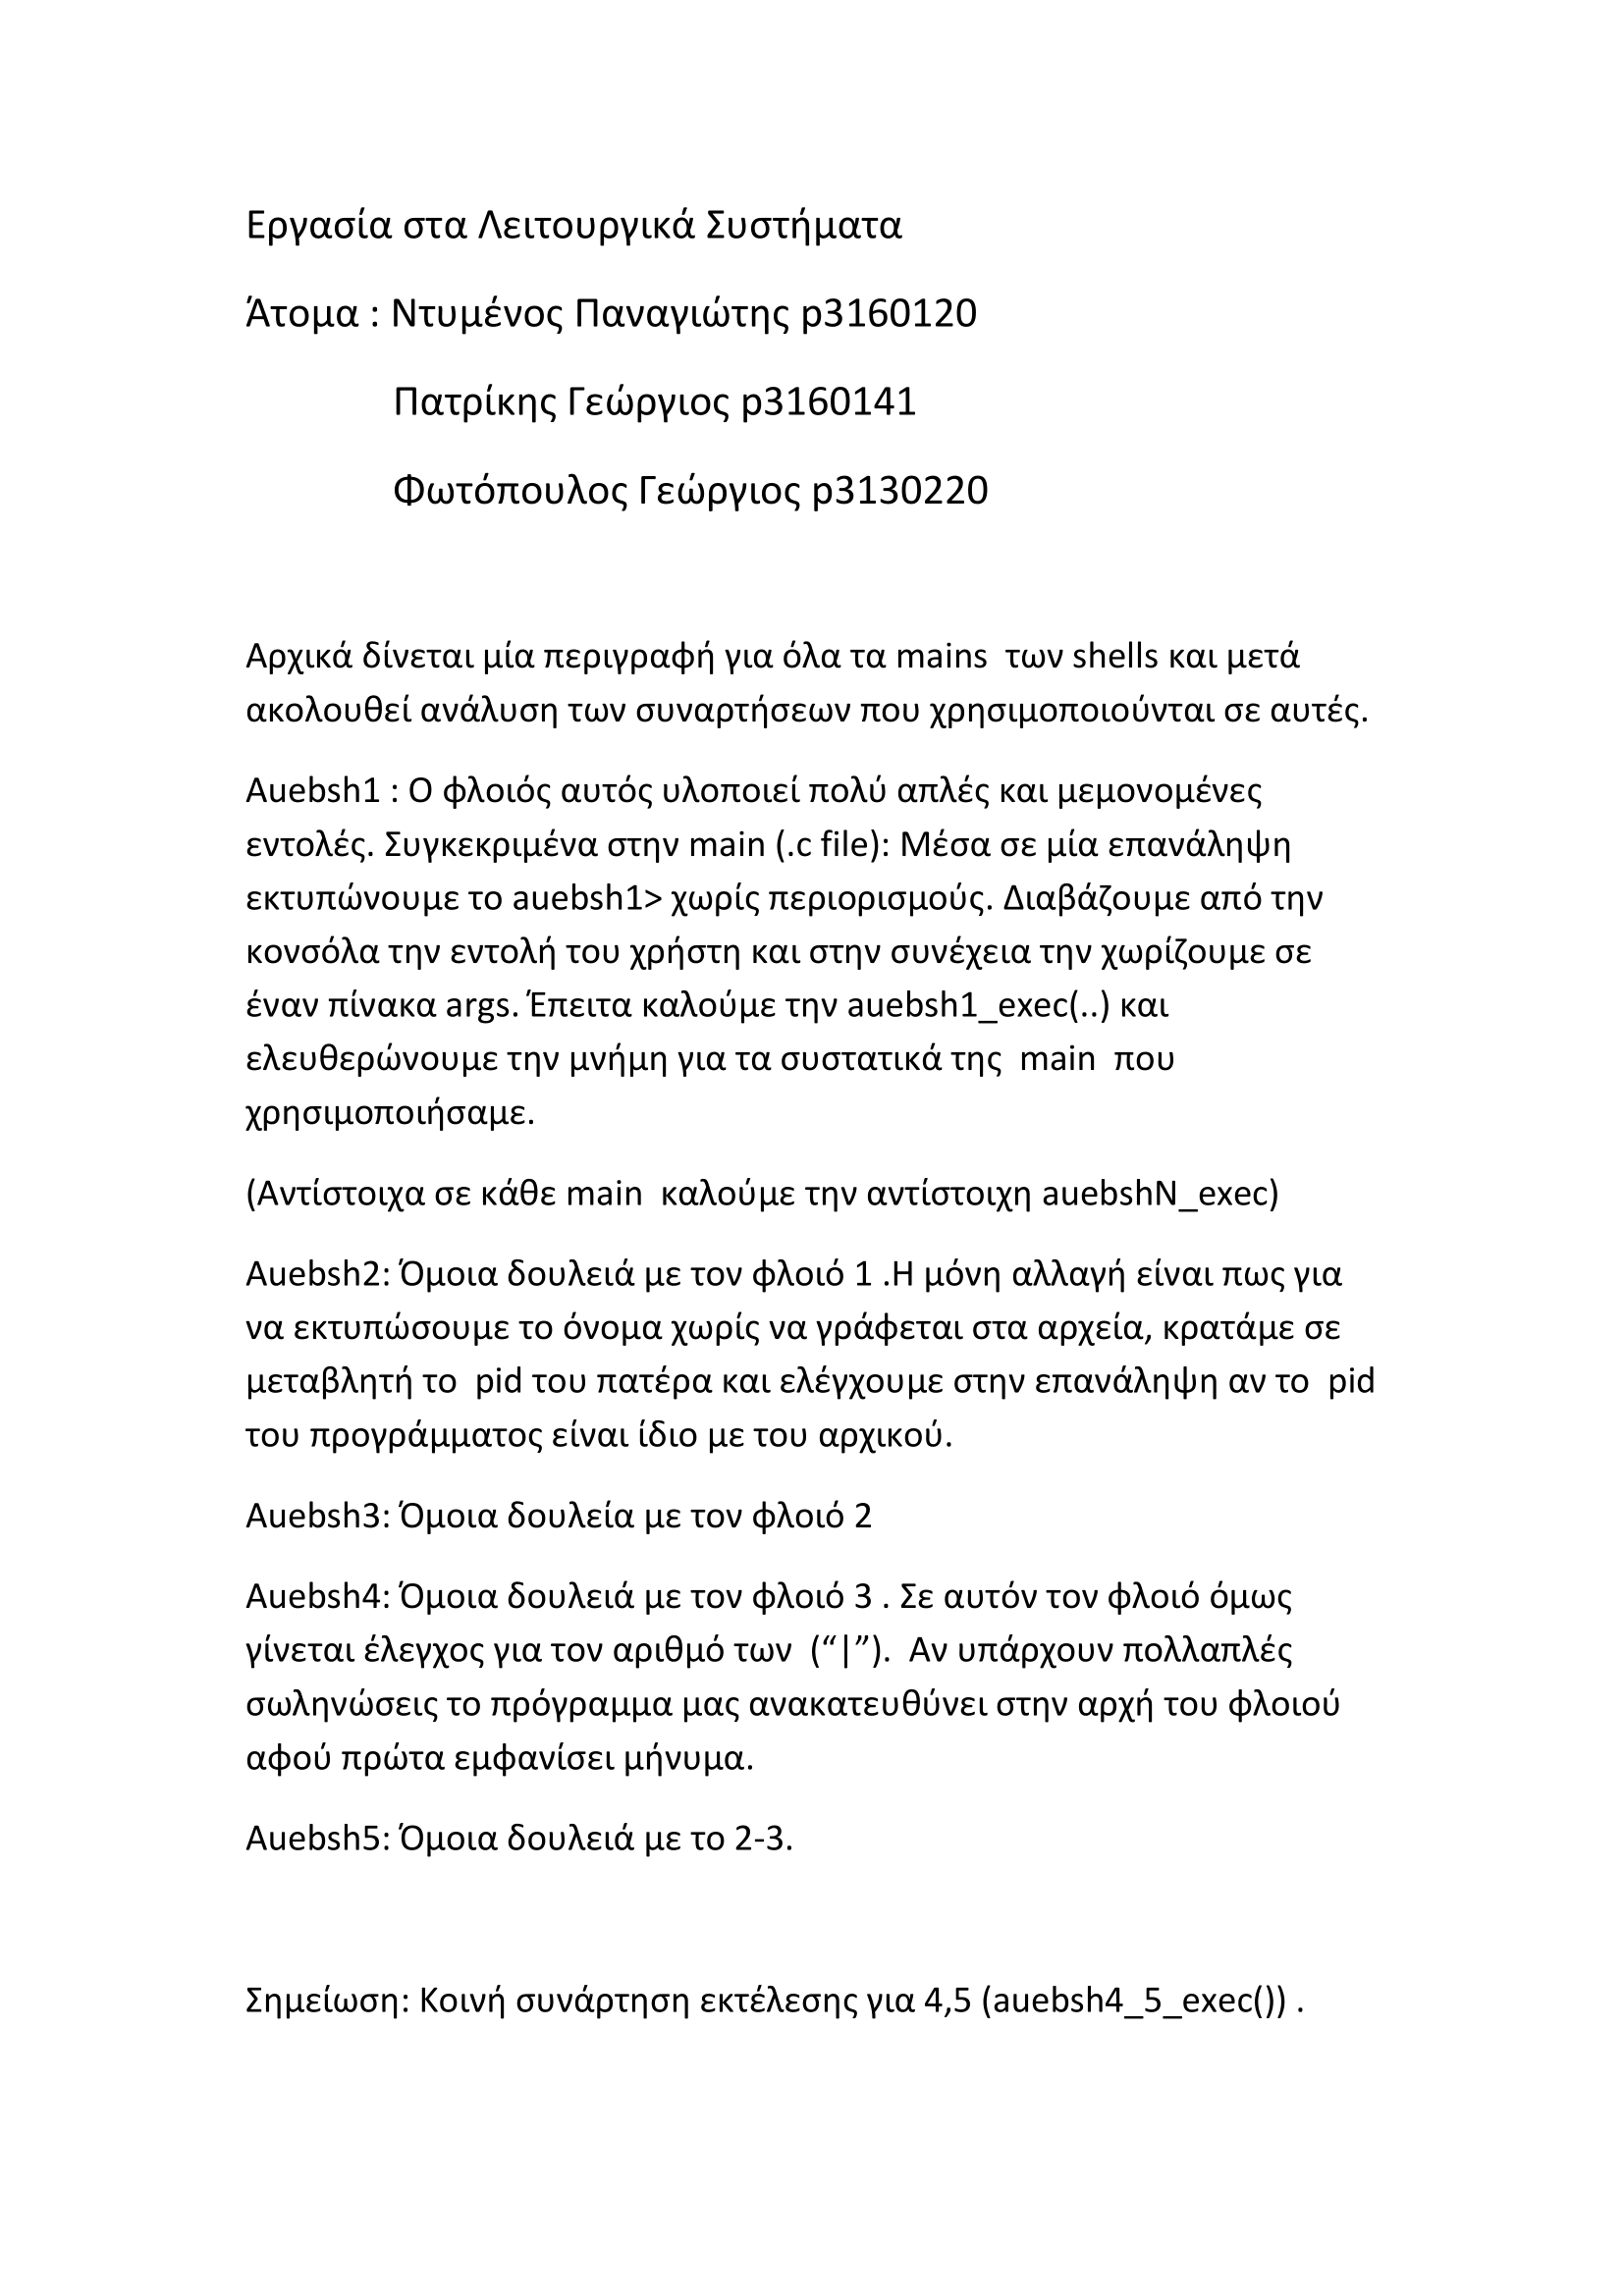 Εργασία στα Λειτουργικά Συστήματα
Άτομα : Ντυμένος Παναγιώτης p3160120
Πατρίκης Γεώργιος p3160141
Φωτόπουλος Γεώργιος p3130220
Αρχικά δίνεται μία περιγραφή για όλα τα mains  των shells και μετά
ακολουθεί ανάλυση των συναρτήσεων που χρησιμοποιούνται σε αυτές.
Auebsh1 : Ο φλοιός αυτός υλοποιεί πολύ απλές και μεμονομένες
εντολές. Συγκεκριμένα στην main (.c file): Μέσα σε μία επανάληψη
εκτυπώνουμε το auebsh1> χωρίς περιορισμούς. Διαβάζουμε από την
κονσόλα την εντολή του χρήστη και στην συνέχεια την χωρίζουμε σε
έναν πίνακα args. Έπειτα καλούμε την auebsh1_exec(..) και
ελευθερώνουμε την μνήμη για τα συστατικά της  main  που
χρησιμοποιήσαμε.
(Αντίστοιχα σε κάθε main  καλούμε την αντίστοιχη auebshN_exec)
Auebsh2: Όμοια δουλειά με τον φλοιό 1 .Η μόνη αλλαγή είναι πως για
να εκτυπώσουμε το όνομα χωρίς να γράφεται στα αρχεία, κρατάμε σε
μεταβλητή το  pid του πατέρα και ελέγχουμε στην επανάληψη αν το  pid
του προγράμματος είναι ίδιο με του αρχικού.
Auebsh3: Όμοια δουλεία με τον φλοιό 2
Auebsh4: Όμοια δουλειά με τον φλοιό 3 . Σε αυτόν τον φλοιό όμως
γίνεται έλεγχος για τον αριθμό των  (“|”).  Αν υπάρχουν πολλαπλές
σωληνώσεις το πρόγραμμα μας ανακατευθύνει στην αρχή του φλοιού
αφού πρώτα εμφανίσει μήνυμα.
Auebsh5: Όμοια δουλειά με το 2-3.
Σημείωση: Κοινή συνάρτηση εκτέλεσης για 4,5 (auebsh4_5_exec()) .